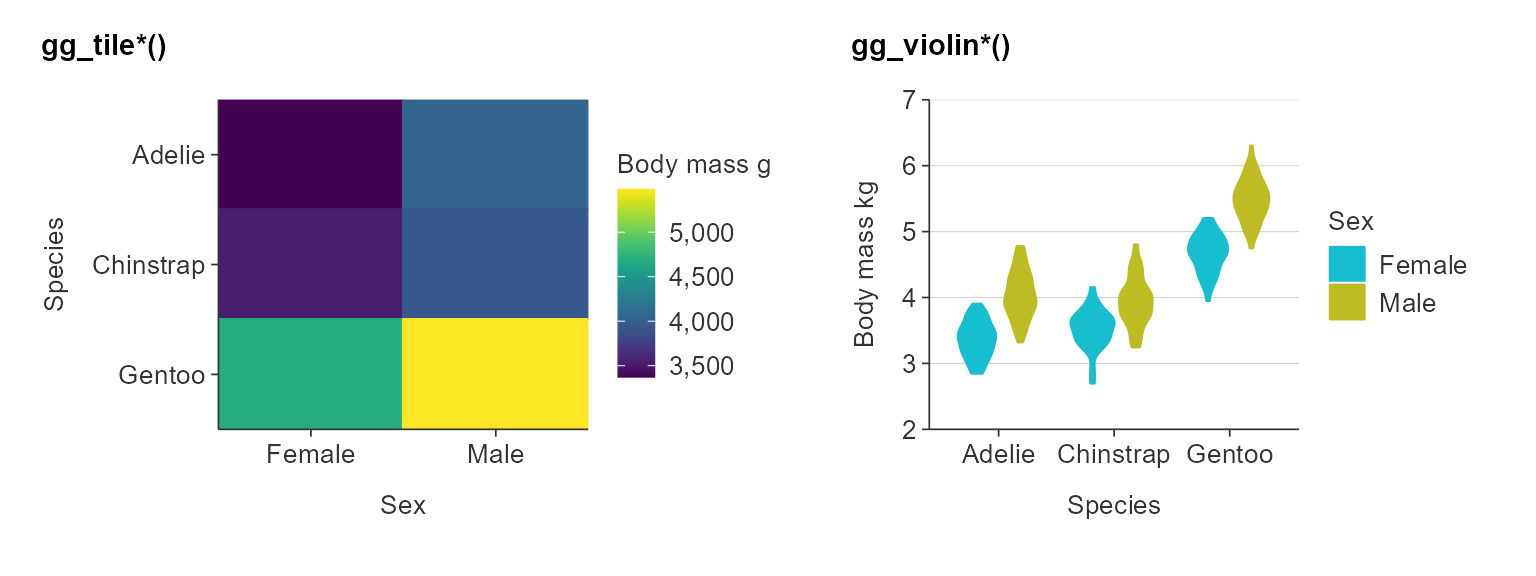 gg_tile*()
Species
Adelie
Chinstrap
Gentoo
Female
Male
Sex
Body mass g
5,000
4,500
4,000
3,500
gg_violin*()
Body mass kg
7
6
5
4
3
2
Adelie
Chinstrap
Gentoo
Species
Sex
Female
Male